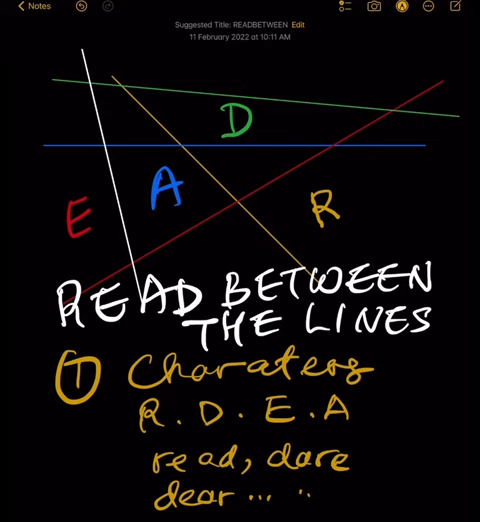 Notes
Suggested Title: READBETWEEN Edit
11 February 2022 at 10:11 AM
D
A
E
R
READ BETWEEN
THE LINES
① Charaters
R. D. E. A
read, dare
dear ... ..